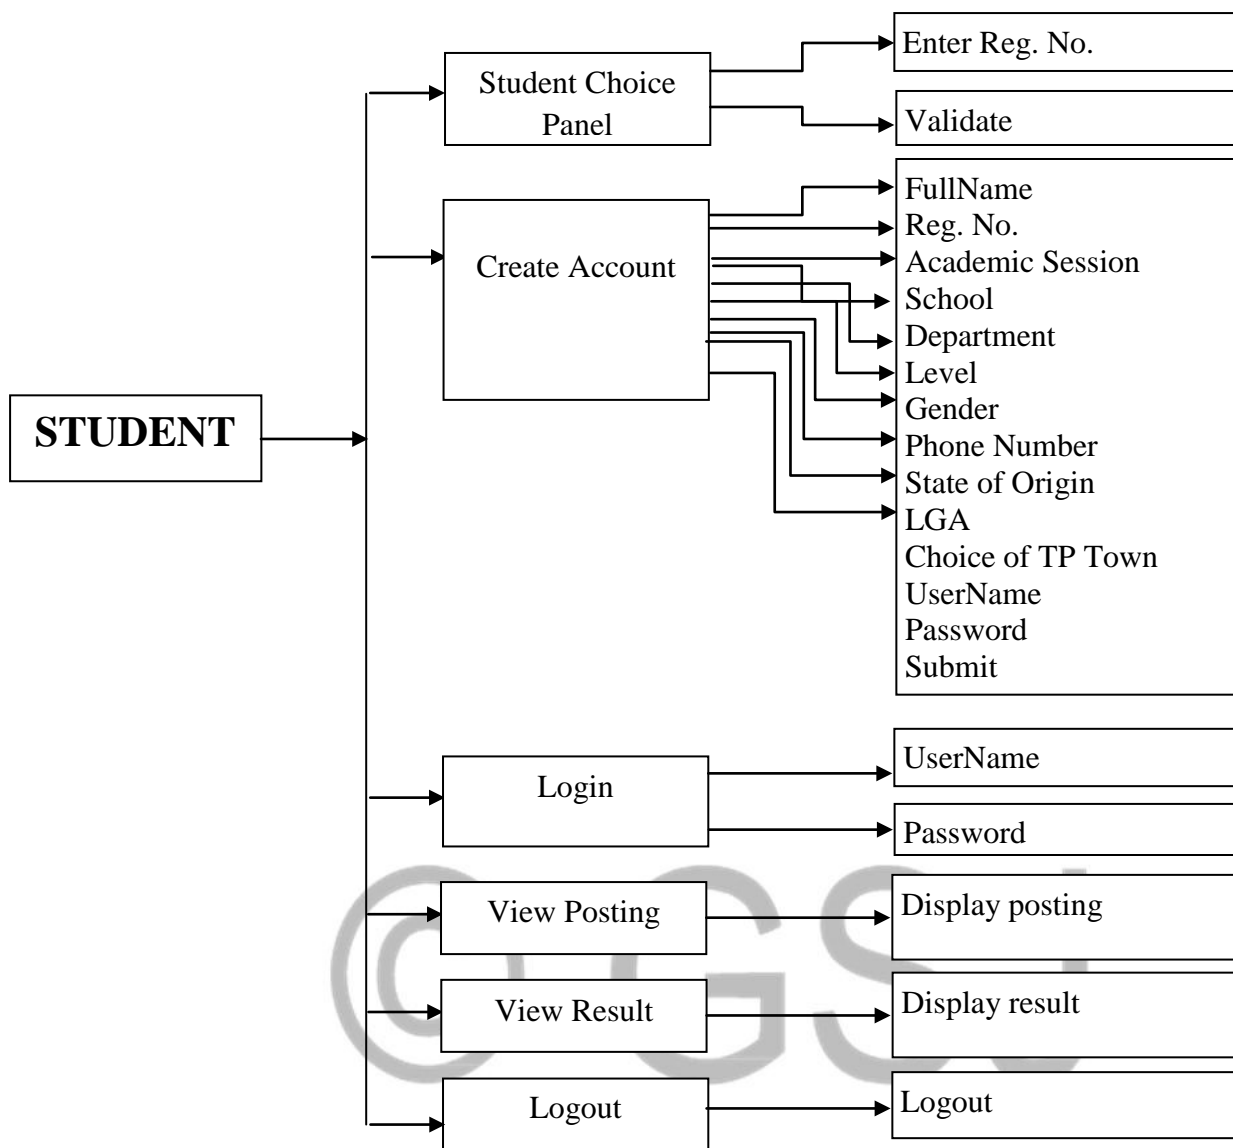 Enter Reg. No.
Student Choice
Panel
Validate
FullName
Reg. No.
Academic Session
School
Department
Level
Gender
Phone Number
State of Origin
LGA
Choice of TP Town
UserName
Password
Submit
Create Account
STUDENT
Login
UserName
Password
View Posting
Display posting
View Result
Display result
Logout
Logout
© GSJ